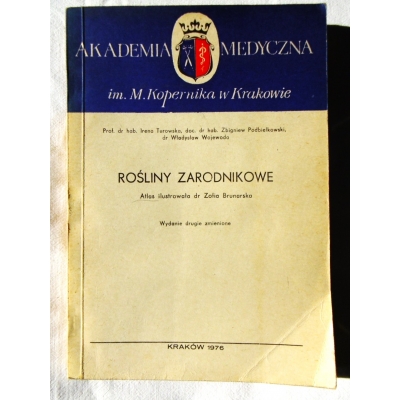 AKADEMIA MEDYCZNA
im. M. Kopernika w Krakowie
Prof. dr hab. Irena Turowska, doc. dr hab. Zbigniew Podbielkowski,
dr Władysław Wojewoda
ROŚLINY ZARODNIKOWE
Atlas ilustrowała dr Zofia Brunarska
Wydanie drugie zmienione
KRAKÓW 1976